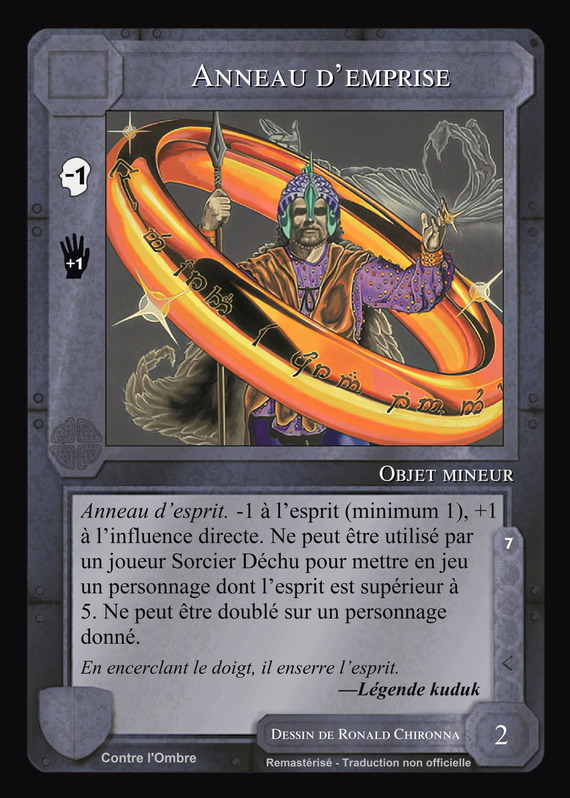 Anneau d'emprise
-1
+1
Objet mineur
Anneau d'esprit. -1 à l'esprit (minimum 1), +1
à l'influence directe. Ne peut être utilisé par
un joueur Sorcier Déchu pour mettre en jeu
un personnage dont l'esprit est supérieur à
5. Ne peut être doublé sur un personnage
donné.
7
En encerclant le doigt, il enserre l'esprit.
—Légende kuduk
Dessin de Ronald Chironna
2
Contre l'Ombre
Remastérisé - Traduction non officielle